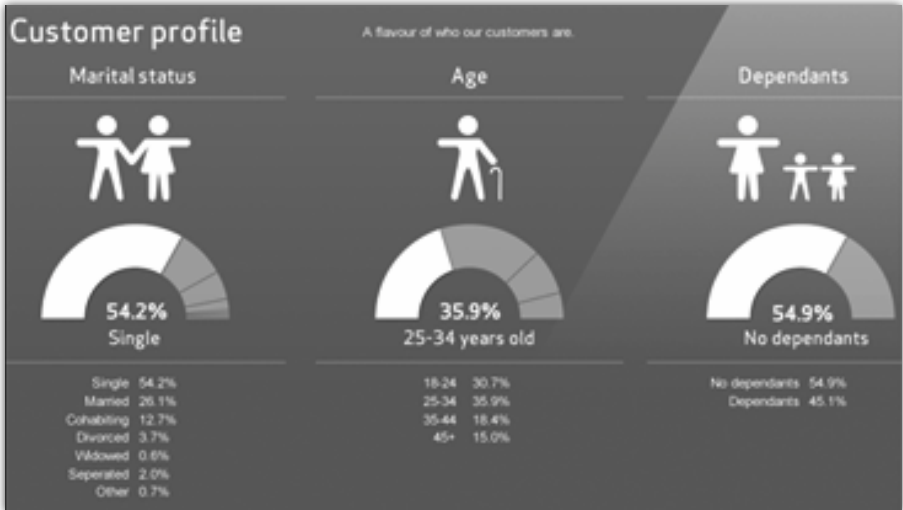 Customer profile
A flavour of who our customers are.
Marital status
54.2%
Single
Single 54.2%
Married 26.1%
Cohabiting 12.7%
Divorced 3.7%
Widowed 0.6%
Seperated 2.0%
Other 0.7%
Age
35.9%
25-34 years old
18-24 30.7%
25-34 35.9%
35-44 18.4%
45+ 15.0%
Dependants
54.9%
No dependants
No dependants 54.9%
Dependants 45.1%